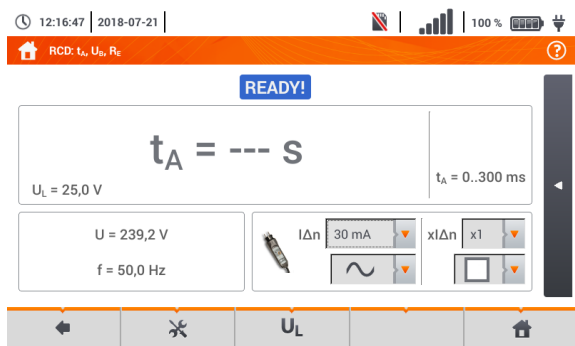 12:16:47 2018-07-21 100 %
RCD: tA, UB, RE
READY!
tA = --- s
UL = 25,0 V
tA = 0..300 ms
U = 239,2 V
f = 50,0 Hz
IΔn 30 mA xIΔn x1
UL